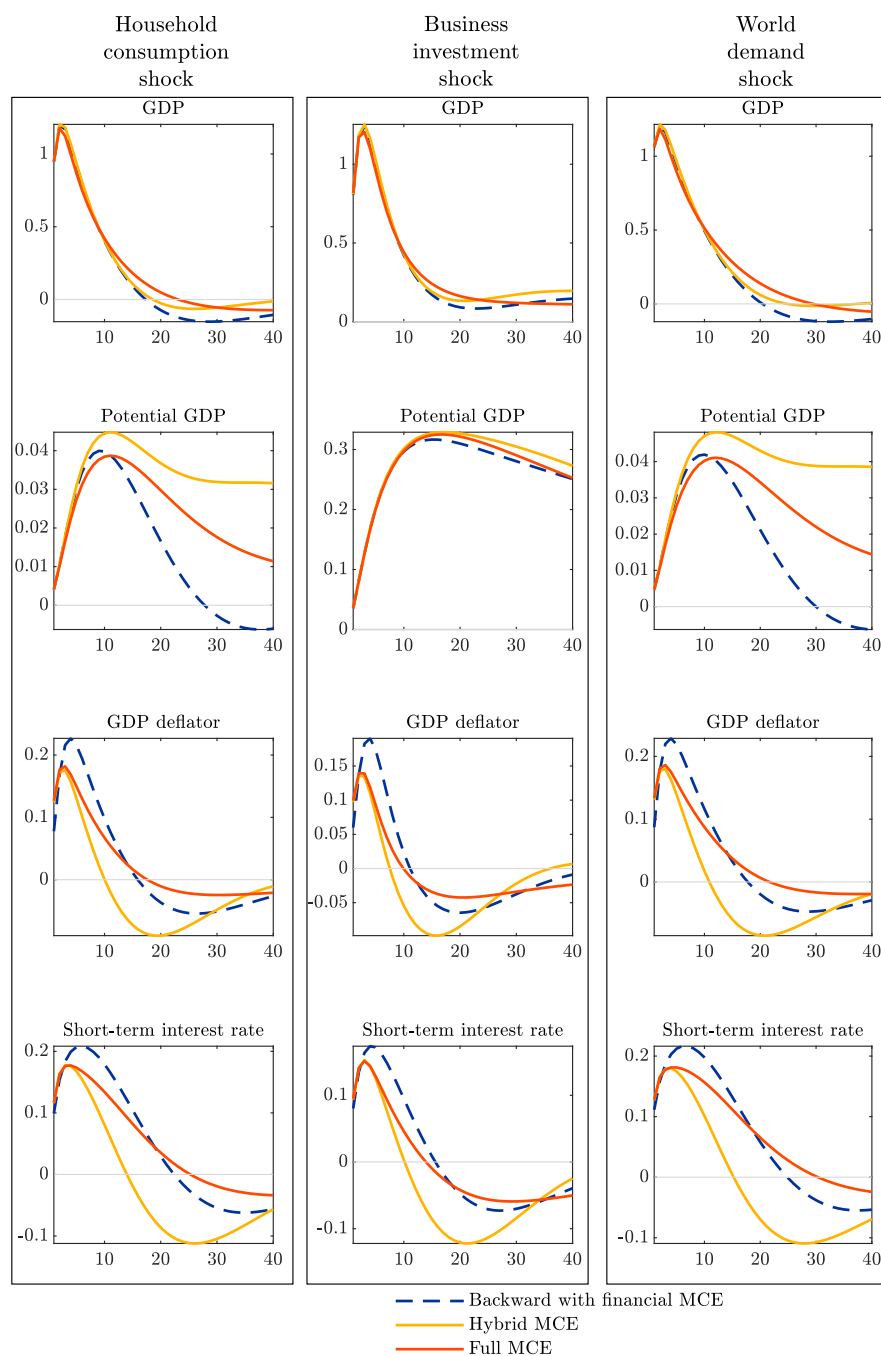 Household
consumption
shock
Business
investment
shock
World
demand
shock
GDP
1
0.5
0
10 20 30 40
GDP
1
0.5
0
10 20 30 40
GDP
1
0.5
0
10 20 30 40
Potential GDP
0.04
0.03
0.02
0.01
0
10 20 30 40
Potential GDP
0.3
0.2
0.1
0
10 20 30 40
Potential GDP
0.04
0.03
0.02
0.01
0
10 20 30 40
GDP deflator
0.2
0.1
0
10 20 30 40
GDP deflator
0.15
0.1
0.05
0
-0.05
10 20 30 40
GDP deflator
0.2
0.1
0
10 20 30 40
Short-term interest rate
0.2
0.1
0
-0.1
10 20 30 40
Short-term interest rate
0.1
0
-0.1
10 20 30 40
Short-term interest rate
0.2
0.1
0
-0.1
10 20 30 40
Backward with financial MCE
Hybrid MCE
Full MCE